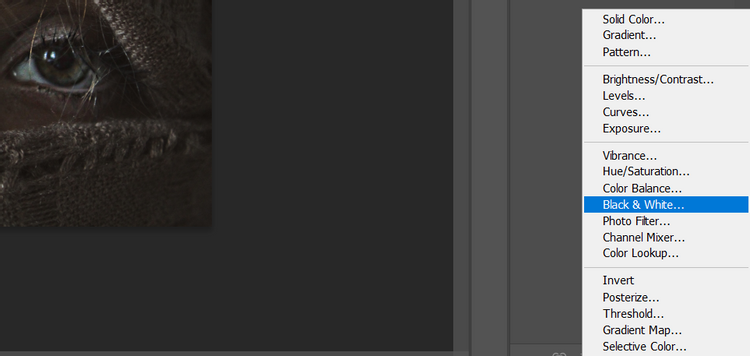 Solid Color...
Gradient...
Pattern...
Brightness/Contrast...
Levels...
Curves...
Exposure...
Vibrance...
Hue/Saturation...
Color Balance...
Black & White...
Photo Filter...
Channel Mixer...
Color Lookup...
Invert
Posterize...
Threshold...
Gradient Map...
Selective Color...